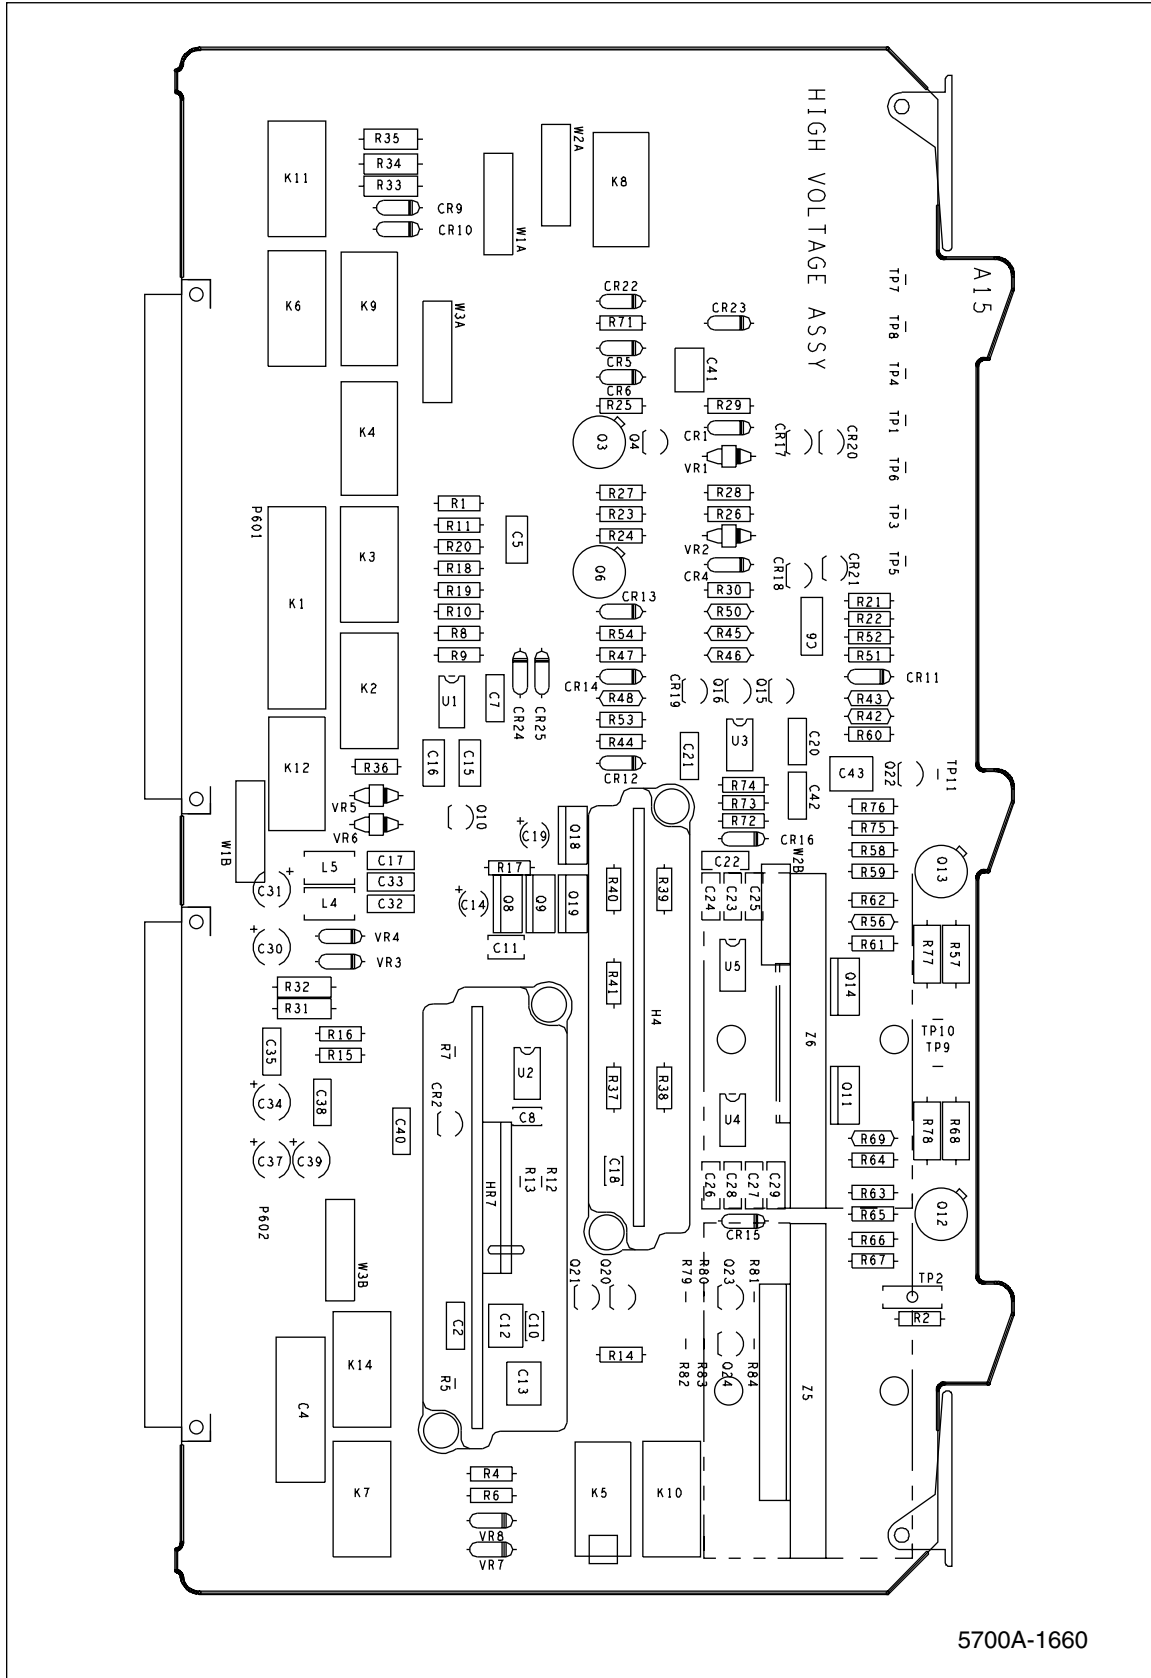 HIGH VOLTAGE ASSY
A15
R35
W2A
R34
K11
K8
R33
CR9
CR10
W1A
TP7
CR22
K6
K9
W3A
CR23
R71
TP8
CR5
C41
TP4
CR6
R25
R29
TP1
K4
Q3
Q4
CR1
CR17
CR20
VR1
TP6
R27
R28
R1
R23
R26
TP3
P601
R11
C5
R24
VR2
K3
R20
TP5
R18
Q6
CR4
CR18
CR21
R19
R30
K1
R10
CR13
R50
R21
R22
R8
R54
R45
C6
R52
R9
R47
R46
R51
K2
CR14
CR11
U1
C7
CR24
CR25
R48
CR19
Q16
Q15
R43
R42
R53
U3
C20
R60
R44
C21
K12
R36
C16
C15
CR12
C43
Q22
TP11
R74
VR5
R73
C42
R76
Q10
R72
R75
VR6
C19
Q18
CR16
W1B
R58
L5
C17
R17
C22
W2B
R59
Q13
C31
C33
R40
R39
C24
C23
C25
L4
C32
C14
Q8
Q9
Q19
R62
R56
VR4
C30
C11
R61
R77
R57
VR3
U5
R32
R41
Q14
R31
H4
R16
TP10
C35
R15
R7
Z6
TP9
U2
CR2
R37
R38
C34
C38
C8
U4
Q11
C40
R78
R68
R69
C37
C39
R64
HR7
R13
R12
C18
C26
C28
C27
C29
R63
P602
R65
Q12
CR15
R66
W3B
R67
Q21
Q20
R79
R80
Q23
R81
TP2
C2
C12
C10
R2
K14
R14
R82
R83
Q24
R84
R5
C13
Z5
C4
R4
K7
R6
K5
K10
VR8
VR7
5700A-1660